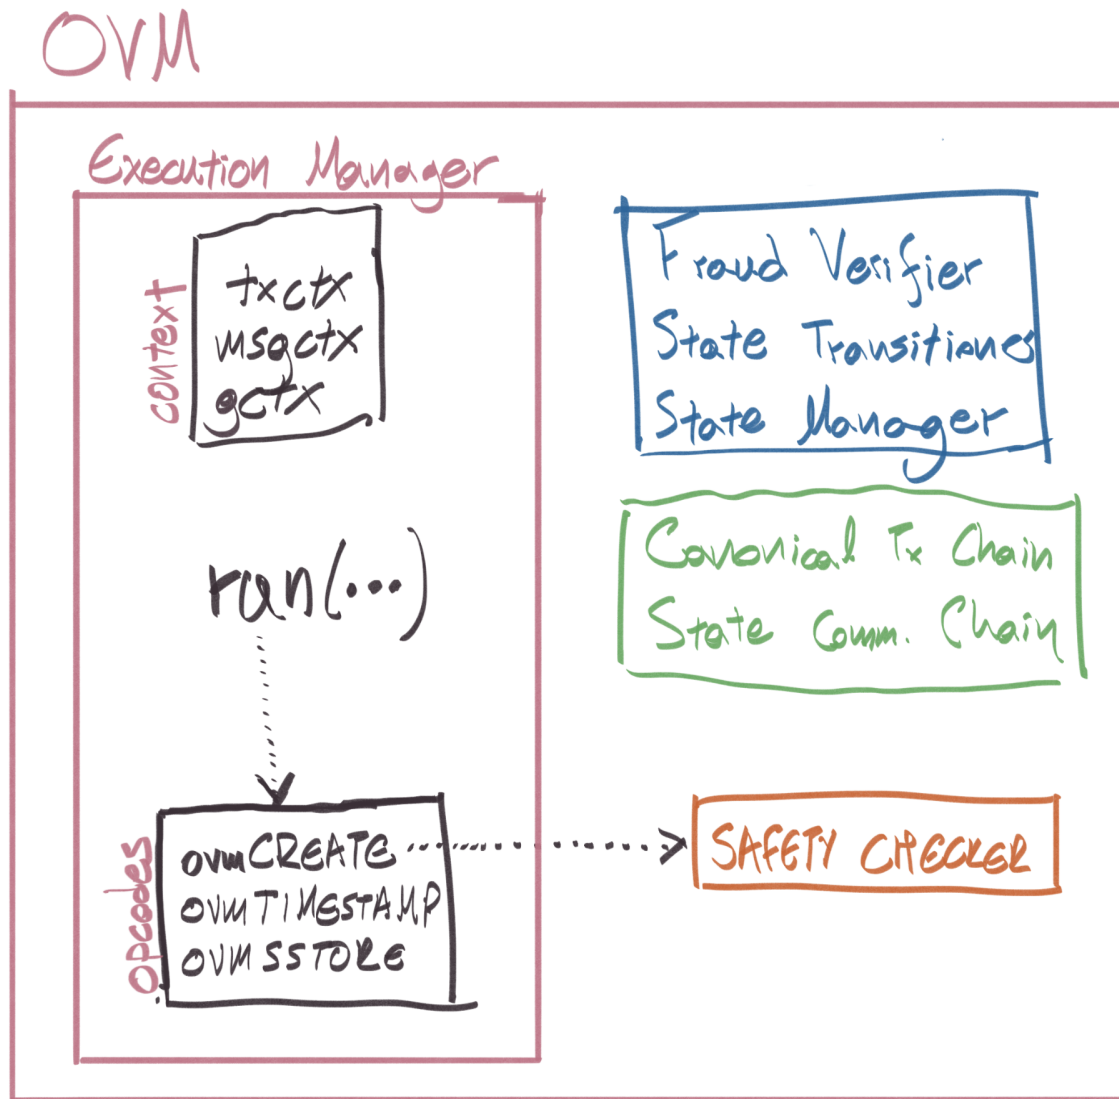 OVM
Execution Manager
context
txctx
msgctx
gctx
run(...)
opcodes
ovmCREATE
OVMTIMESTAMP
OVMSSTORE
Fraud Verifier
State Transitioner
State Manager
Canonical Tx Chain
State Comm. Chain
SAFETY CHECKER